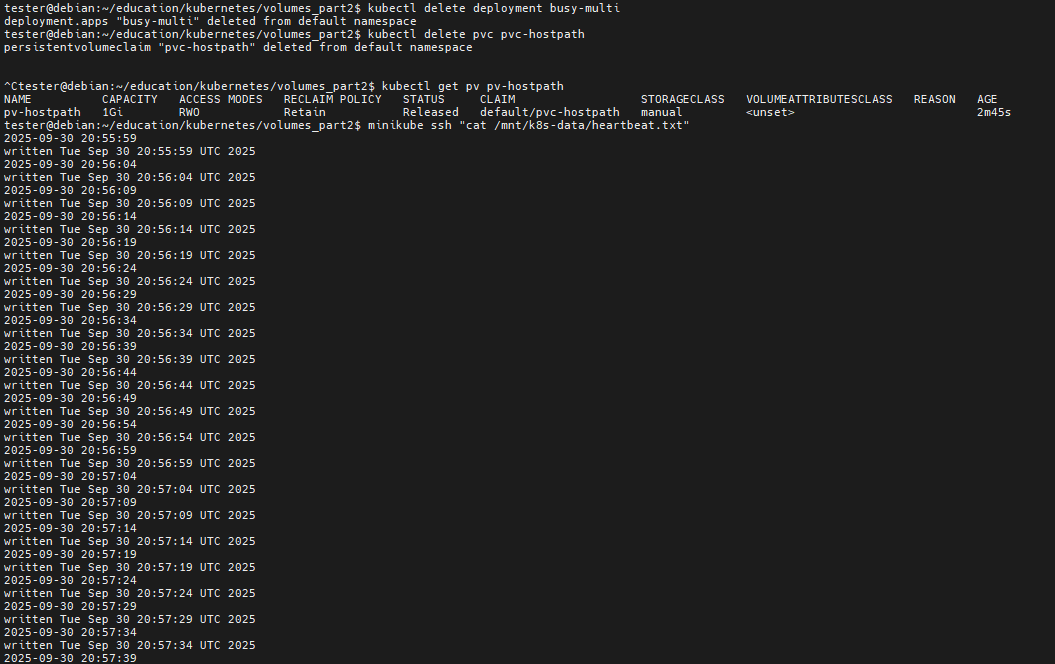 tester@debian:~/education/kubernetes/volumes_part2$ kubectl delete deployment busy-multi
deployment.apps "busy-multi" deleted from default namespace
tester@debian:~/education/kubernetes/volumes_part2$ kubectl delete pvc pvc-hostpath
persistentvolumeclaim "pvc-hostpath" deleted from default namespace
^Ctester@debian:~/education/kubernetes/volumes_part2$ kubectl get pv pv-hostpath
NAME          CAPACITY   ACCESS MODES   RECLAIM POLICY   STATUS     CLAIM                  STORAGECLASS   VOLUMEATTRIBUTESCLASS   REASON   AGE
pv-hostpath   1Gi        RWO            Retain           Released   default/pvc-hostpath   manual         <unset>                          2m45s
tester@debian:~/education/kubernetes/volumes_part2$ minikube ssh "cat /mnt/k8s-data/heartbeat.txt"
2025-09-30 20:55:59
written Tue Sep 30 20:55:59 UTC 2025
2025-09-30 20:56:04
written Tue Sep 30 20:56:04 UTC 2025
2025-09-30 20:56:09
written Tue Sep 30 20:56:09 UTC 2025
2025-09-30 20:56:14
written Tue Sep 30 20:56:14 UTC 2025
2025-09-30 20:56:19
written Tue Sep 30 20:56:19 UTC 2025
2025-09-30 20:56:24
written Tue Sep 30 20:56:24 UTC 2025
2025-09-30 20:56:29
written Tue Sep 30 20:56:29 UTC 2025
2025-09-30 20:56:34
written Tue Sep 30 20:56:34 UTC 2025
2025-09-30 20:56:39
written Tue Sep 30 20:56:39 UTC 2025
2025-09-30 20:56:44
written Tue Sep 30 20:56:44 UTC 2025
2025-09-30 20:56:49
written Tue Sep 30 20:56:49 UTC 2025
2025-09-30 20:56:54
written Tue Sep 30 20:56:54 UTC 2025
2025-09-30 20:56:59
written Tue Sep 30 20:56:59 UTC 2025
2025-09-30 20:57:04
written Tue Sep 30 20:57:04 UTC 2025
2025-09-30 20:57:09
written Tue Sep 30 20:57:09 UTC 2025
2025-09-30 20:57:14
written Tue Sep 30 20:57:14 UTC 2025
2025-09-30 20:57:19
written Tue Sep 30 20:57:19 UTC 2025
2025-09-30 20:57:24
written Tue Sep 30 20:57:24 UTC 2025
2025-09-30 20:57:29
written Tue Sep 30 20:57:29 UTC 2025
2025-09-30 20:57:34
written Tue Sep 30 20:57:34 UTC 2025
2025-09-30 20:57:39